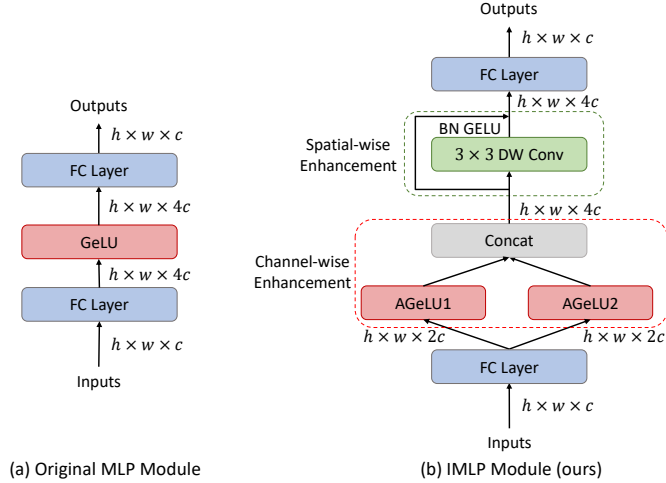 Outputs
h × w × c
FC Layer
h × w × 4c
GeLU
h × w × 4c
FC Layer
h × w × c
Inputs
(a) Original MLP Module
Outputs
h × w × c
FC Layer
h × w × 4c
BN GELU
Spatial-wise
Enhancement
3 × 3 DW Conv
h × w × 4c
Concat
Channel-wise
Enhancement
AGeLU1
AGeLU2
h × w × 2c
h × w × 2c
FC Layer
h × w × c
Inputs
(b) IMLP Module (ours)